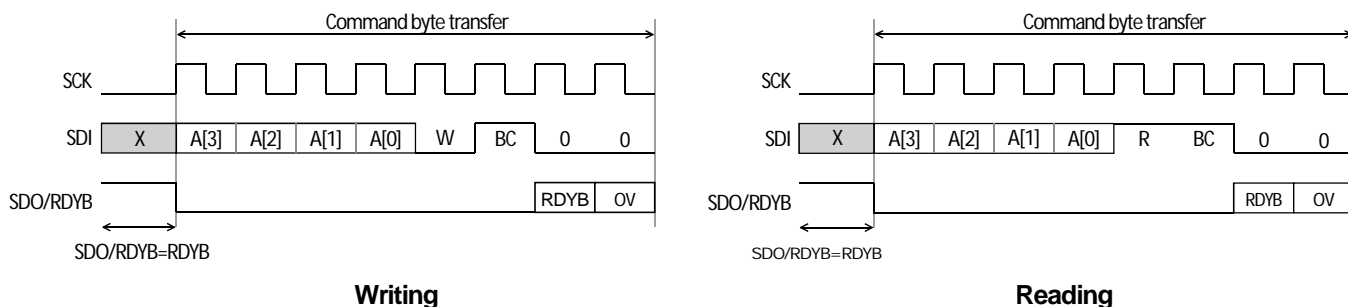 Command byte transfer
SCK
SDI X A[3] A[2] A[1] A[0] W BC 0 0
SDO/RDYB RDYB OV
SDO/RDYB=RDYB
Writing
Command byte transfer
SCK
SDI X A[3] A[2] A[1] A[0] R BC 0 0
SDO/RDYB RDYB OV
SDO/RDYB=RDYB
Reading